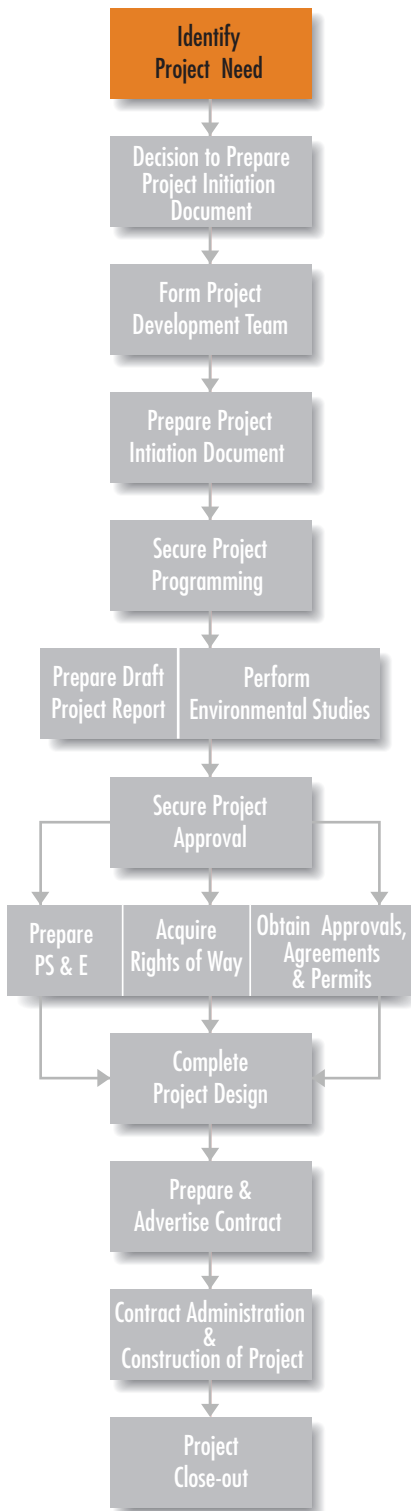 Identify
Project Need
Decision to Prepare
Project Initiation
Document
Form Project
Development Team
Prepare Project
Intiation Document
Secure Project
Programming
Prepare Draft
Project Report
Perform
Environmental Studies
Secure Project
Approval
Prepare
PS & E
Acquire
Rights of Way
Obtain Approvals,
Agreements
& Permits
Complete
Project Design
Prepare &
Advertise Contract
Contract Administration
&
Construction of Project
Project
Close-out